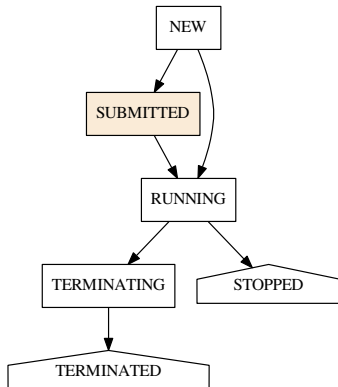 NEW
SUBMITTED
RUNNING
TERMINATING
STOPPED
TERMINATED